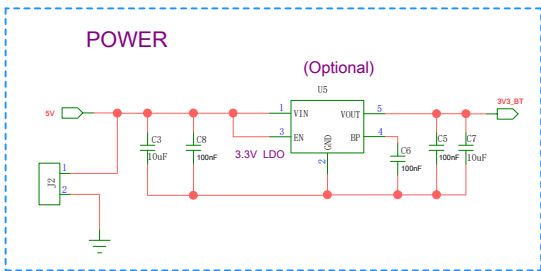 POWER
(Optional)
U5
5V
1 VIN VOUT 5
3V3_BT
C3
10uF
C8
100nF
3 EN BP 4
GND
2
3.3V LDO
C6
100nF
C5
100nF
C7
10uF
J2
1
2